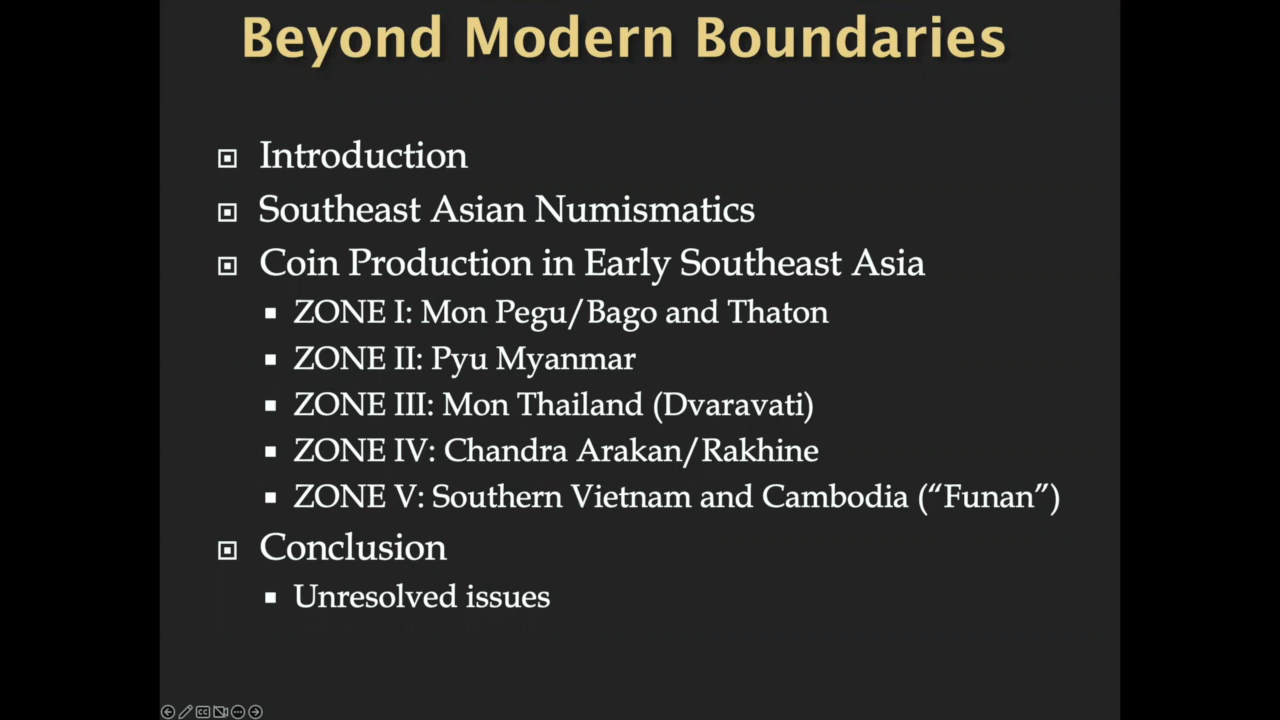 Beyond Modern Boundaries
Introduction
Southeast Asian Numismatics
Coin Production in Early Southeast Asia
ZONE I: Mon Pegu/Bago and Thaton
ZONE II: Pyu Myanmar
ZONE III: Mon Thailand (Dvaravati)
ZONE IV: Chandra Arakan/Rakhine
ZONE V: Southern Vietnam and Cambodia (“Funan”)
Conclusion
Unresolved issues